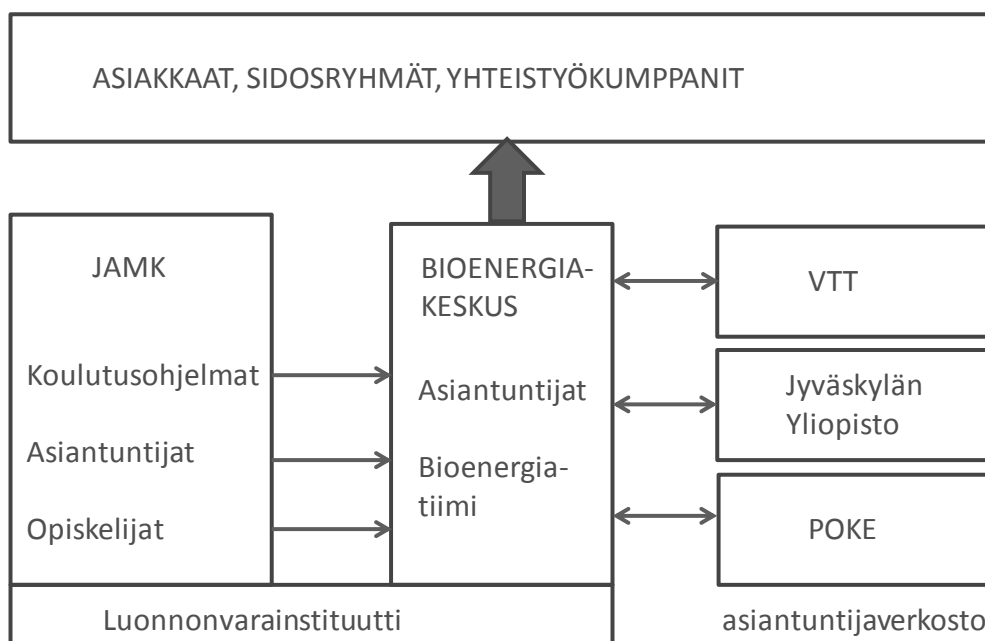 ASIAKKAAT, SIDOSRYHMÄT, YHTEISTYÖKUMPPANIT
JAMK
Koulutusohjelmat
Asiantuntijat
Opiskelijat
BIOENERGIA-
KESKUS
Asiantuntijat
Bioenergia-
tiimi
VTT
Jyväskylän
Yliopisto
POKE
Luonnonvarainstituutti
asiantuntijaverkosto